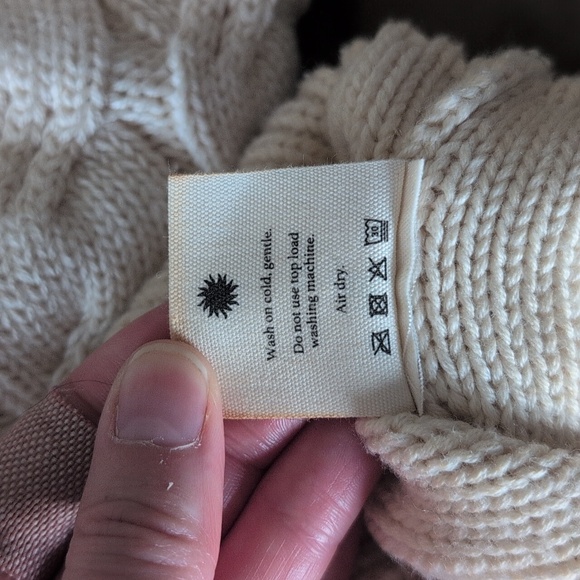 Wash on cold, gentle.
Do not use top load
washing machine.
Air dry.
30